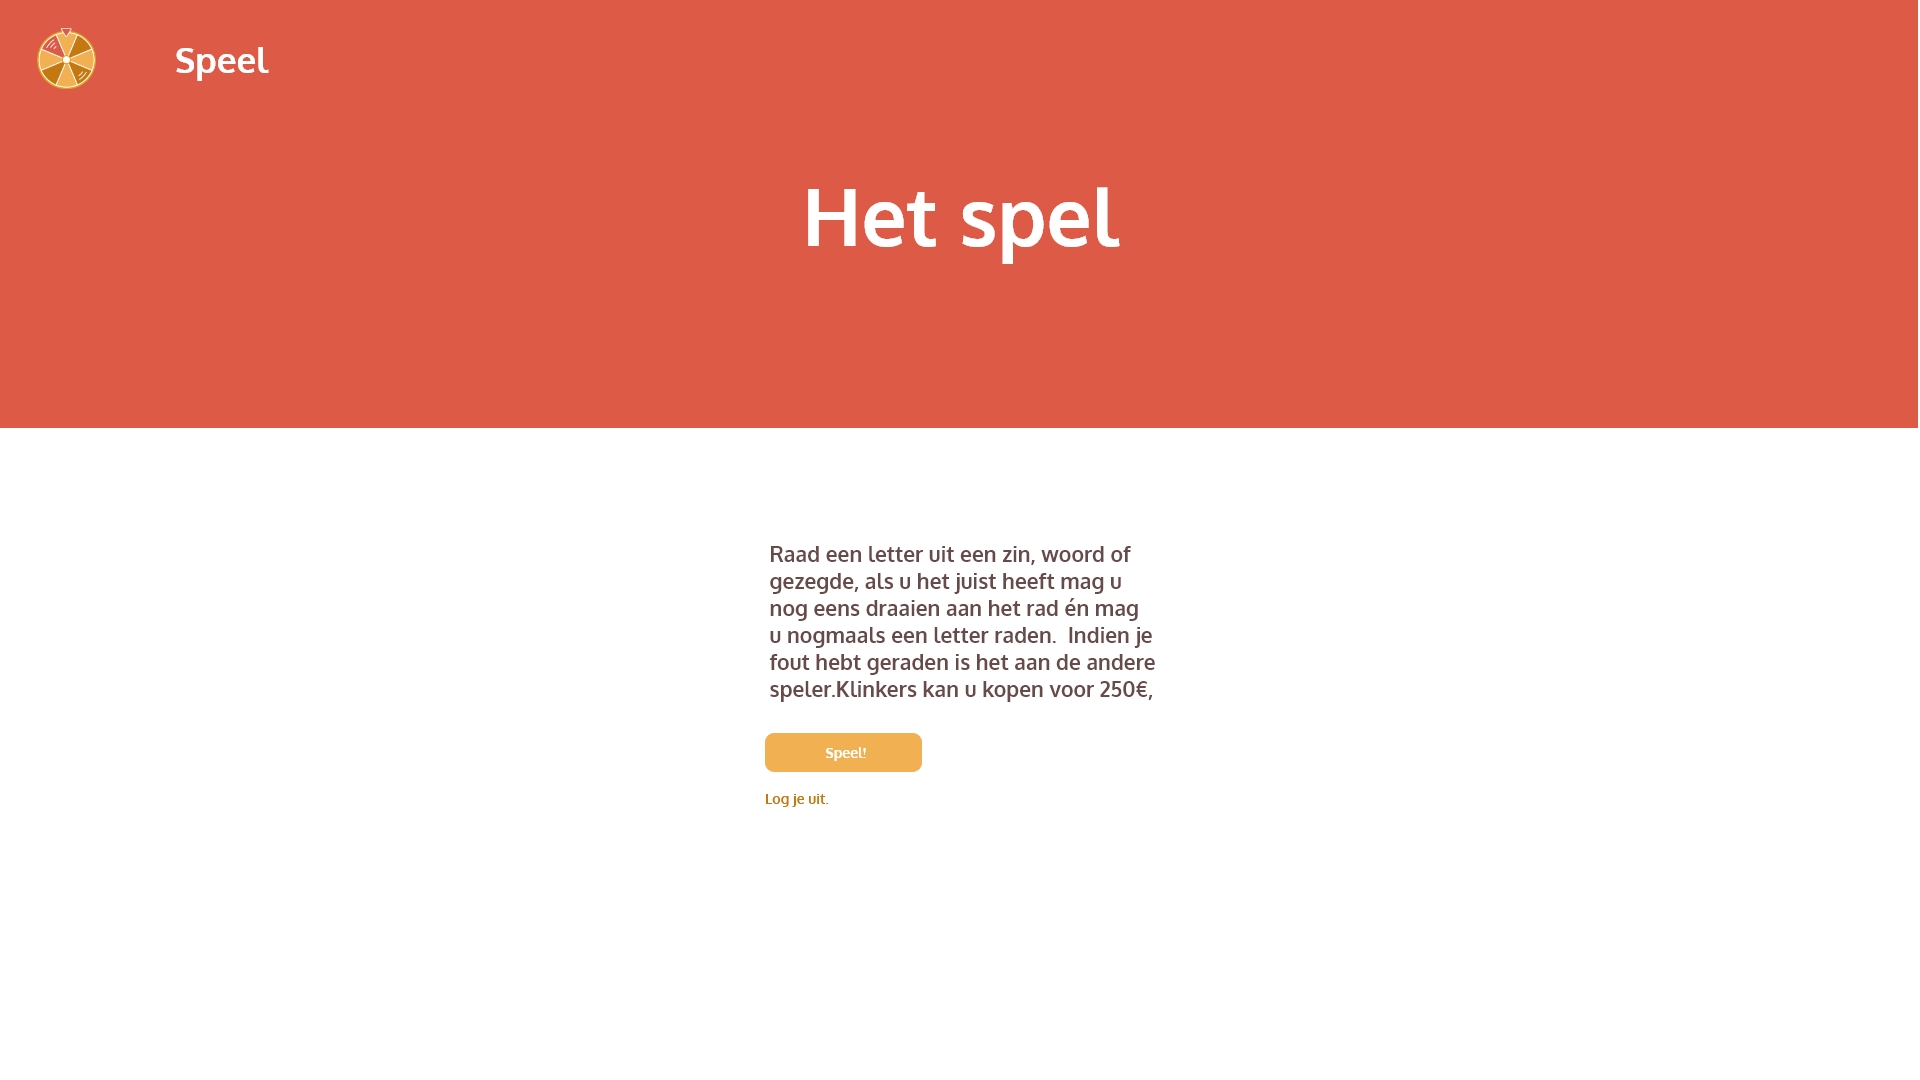 Speel
Het spel
Raad een letter uit een zin, woord of
gezegde, als u het juist heeft mag u
nog eens draaien aan het rad én mag
u nogmaals een letter raden.  Indien je
fout hebt geraden is het aan de andere
speler.Klinkers kan u kopen voor 250€,
Speel!
Log je uit.